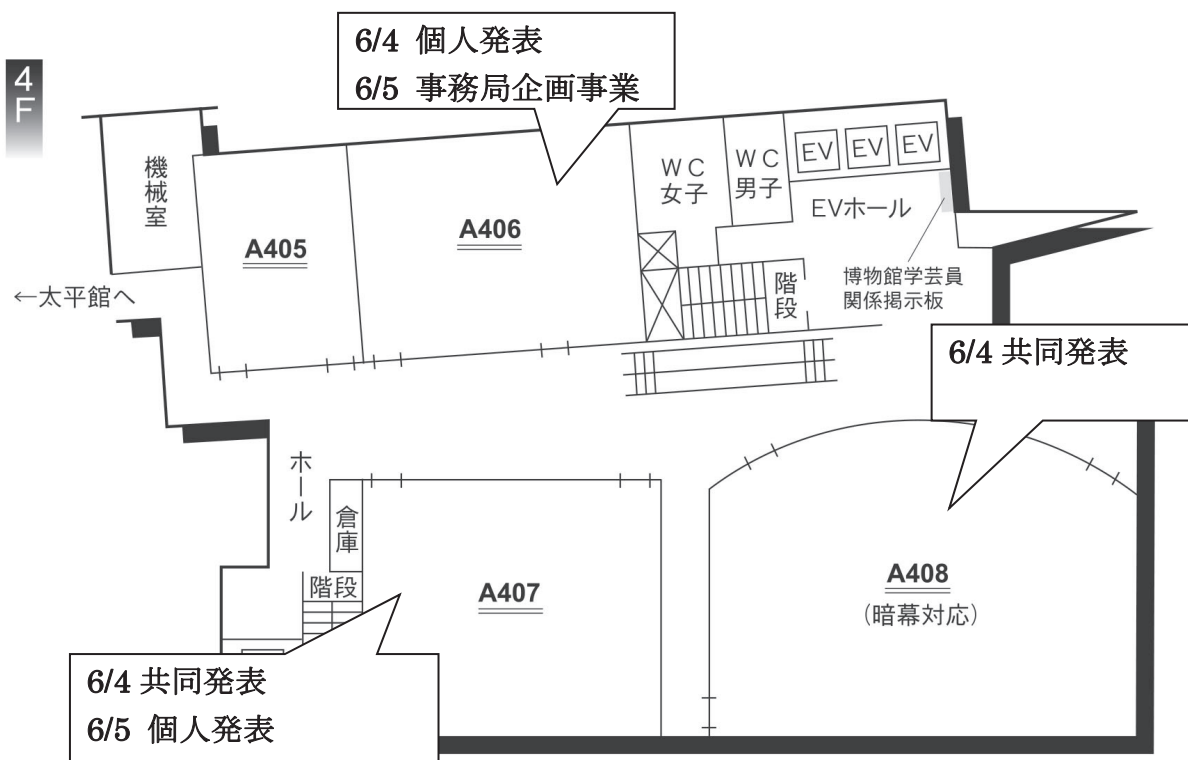 4F
6/4 個人発表
6/5 事務局企画事業
機械室
A405
A406
WC
女子
WC
男子
EV
EV
EV
EVホール
←太平館へ
階段
博物館学芸員
関係掲示板
6/4 共同発表
ホール
倉庫
階段
A407
A408
(暗幕対応)
6/4 共同発表
6/5 個人発表